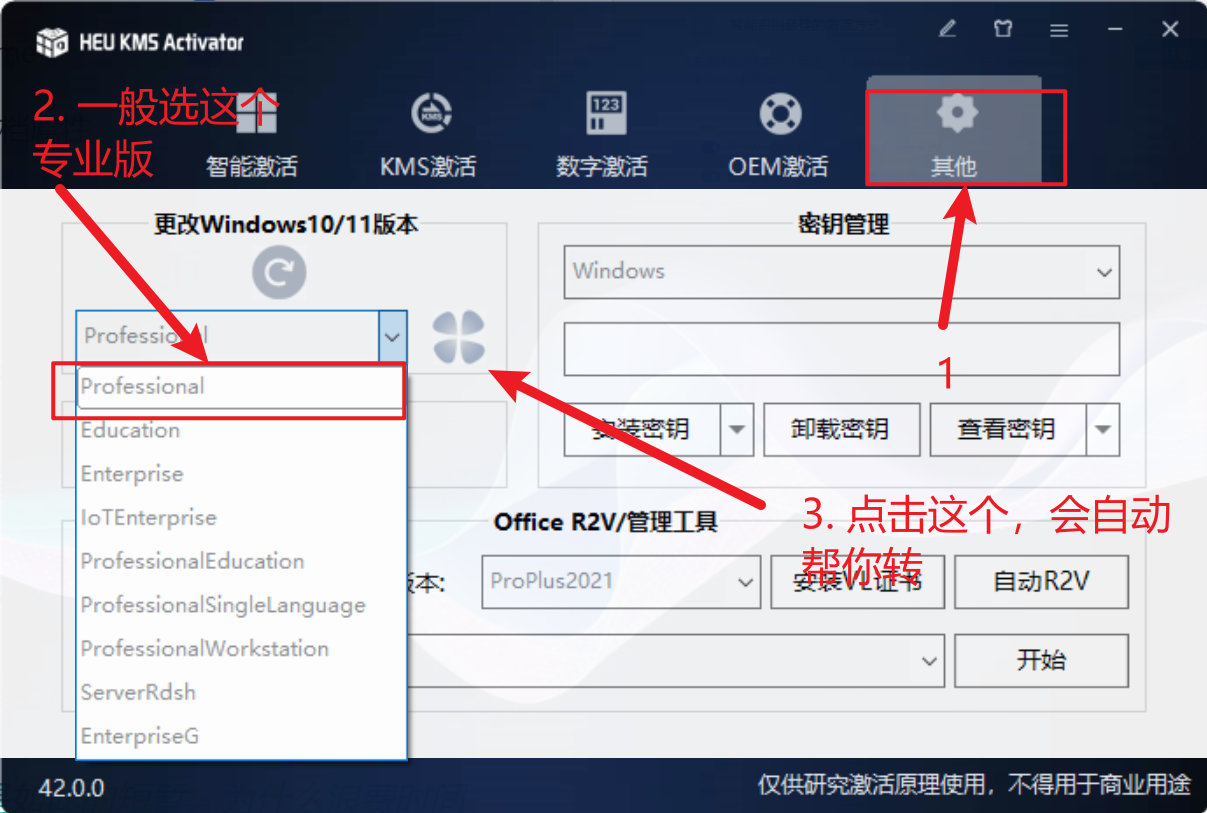 HEU KMS Activator
2. 一般选这个
专业版
智能激活
KMS激活
123
数字激活
OEM激活
其他
更改Windows10/11版本
Professional
Professional
Education
Enterprise
IoTEnterprise
ProfessionalEducation
ProfessionalSingleLanguage
ProfessionalWorkstation
ServerRdsh
EnterpriseG
密钥管理
Windows
1
安装密钥
卸载密钥
查看密钥
3. 点击这个，会自动
帮你转
Office R2V/管理工具
版本:
ProPlus2021
安装VL证书
自动R2V
开始
42.0.0
仅供研究激活原理使用，不得用于商业用途